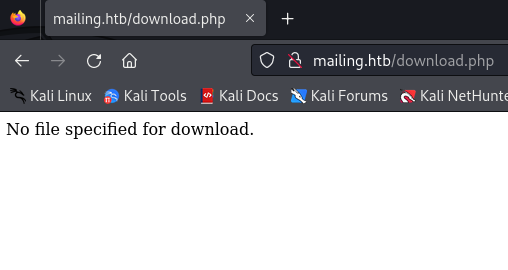 mailing.htb/download.php
mailing.htb/download.php
Kali Linux Kali Tools Kali Docs Kali Forums Kali NetHunte
No file specified for download.